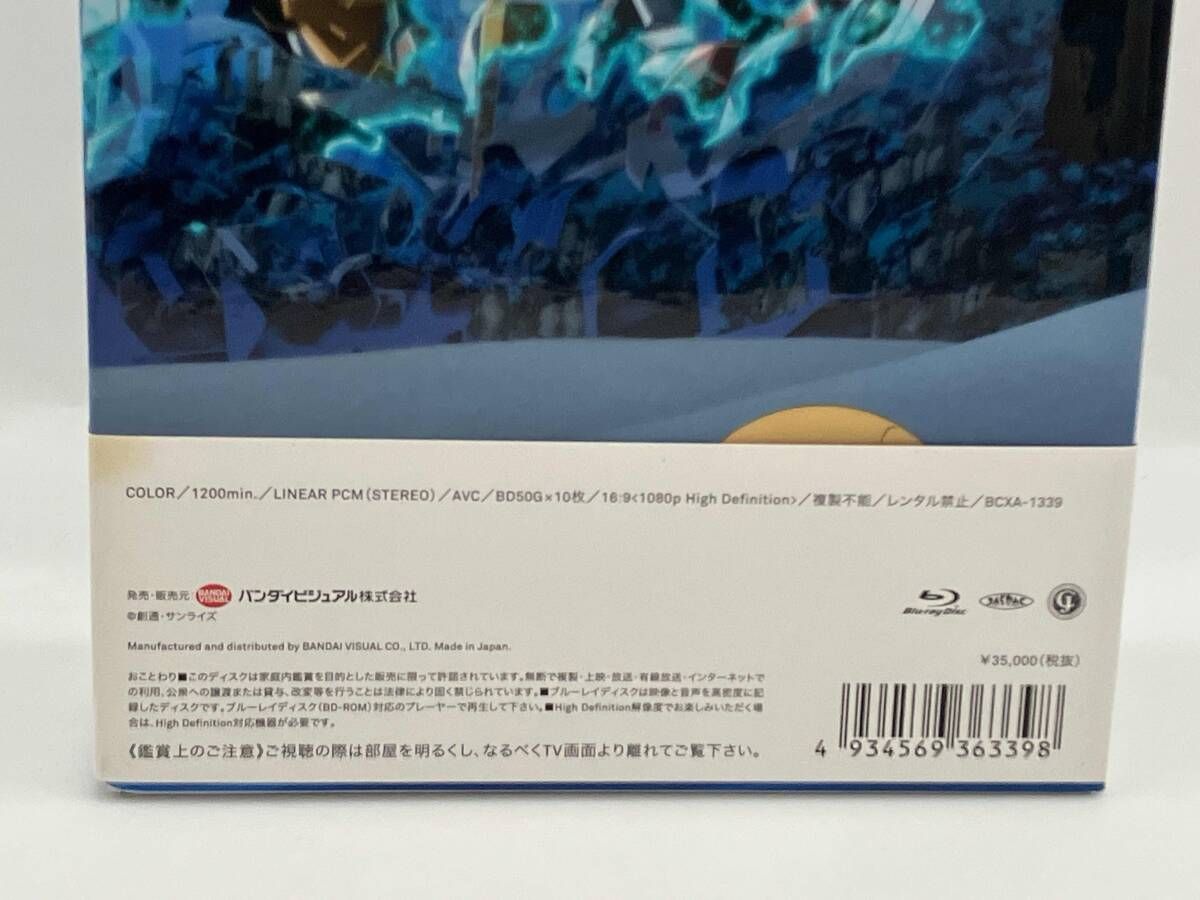 COLOR／1200min.／LINEAR PCM(STEREO)／AVC／BD50G×10枚／16:9<1080p High Definition>／複製不能／レンタル禁止／BCXA-1339
発売・販売元 BANDAI VISUAL バンダイビジュアル株式会社
©創通・サンライズ
Blu-ray Disc
Manufactured and distributed by BANDAI VISUAL CO., LTD. Made in Japan.
¥35,000(税抜)
おことわり■このディスクは家庭内鑑賞を目的とした販売に限って許諾されています。無断で複製・上映・放送・有線放送・インターネットで
の利用、公衆への譲渡または貸与、改変等を行うことは法律により固く禁じられています。■ブルーレイディスクは映像と音声を高密度に記
録したディスクです。ブルーレイディスク(BD-ROM)対応のプレーヤーで再生して下さい。■High Definition解像度でお楽しみいただく場
合は、High Definition対応機器が必要です。
《鑑賞上のご注意》ご視聴の際は部屋を明るくし、なるべくTV画面より離れてご覧下さい。
4 934569 363398